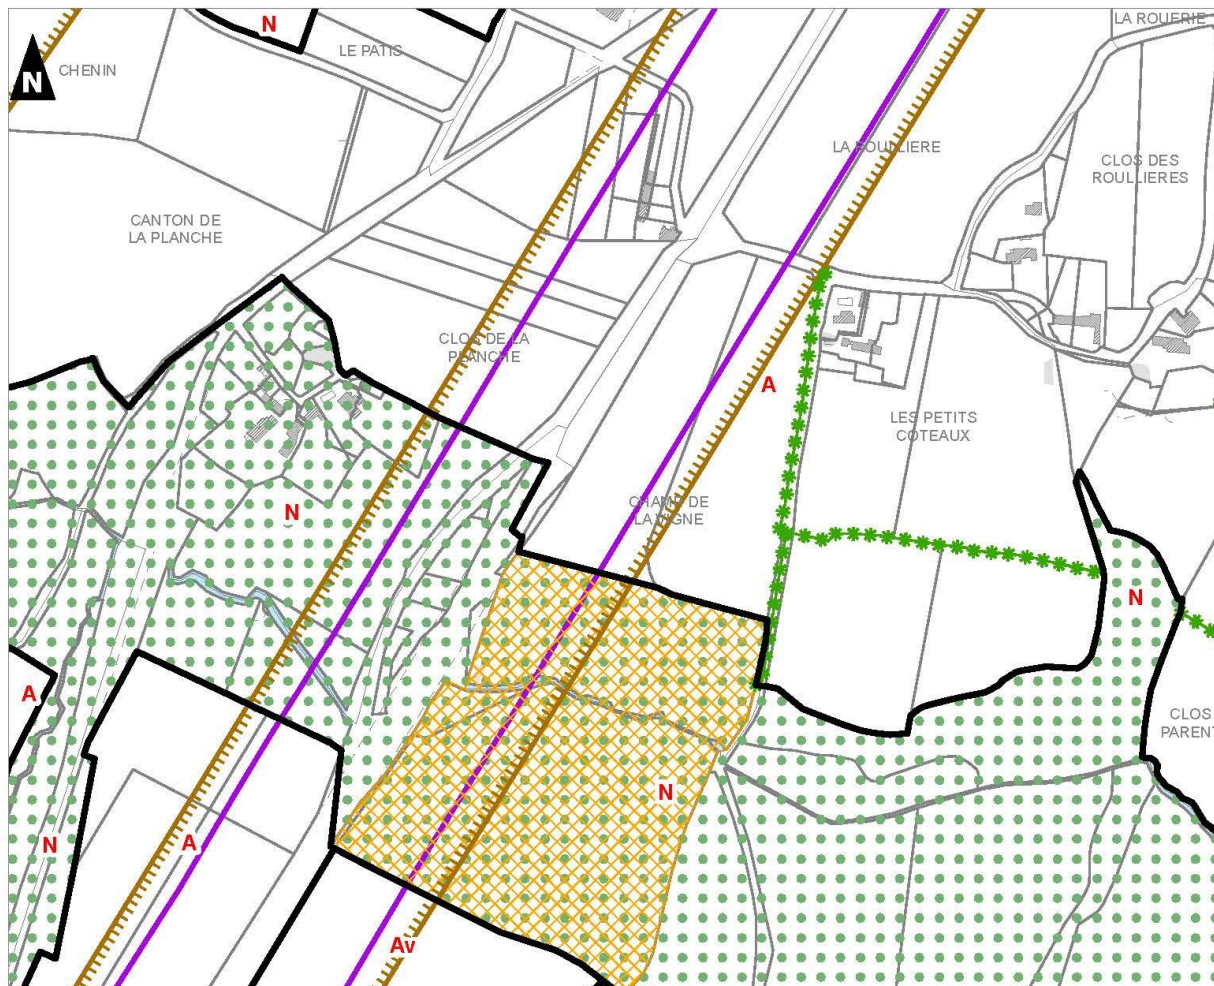 N
LA ROUERIE
LE PATIS
CHENIN
N
LA ROULLIERE
CLOS DES
ROULLIERES
CANTON DE
LA PLANCHE
CLOS DE LA
PLANCHE
A
LES PETITS
COTEAUX
CHAMP DE
LA VIGNE
N
N
A
CLOS
PARENT
N
A
N
Av